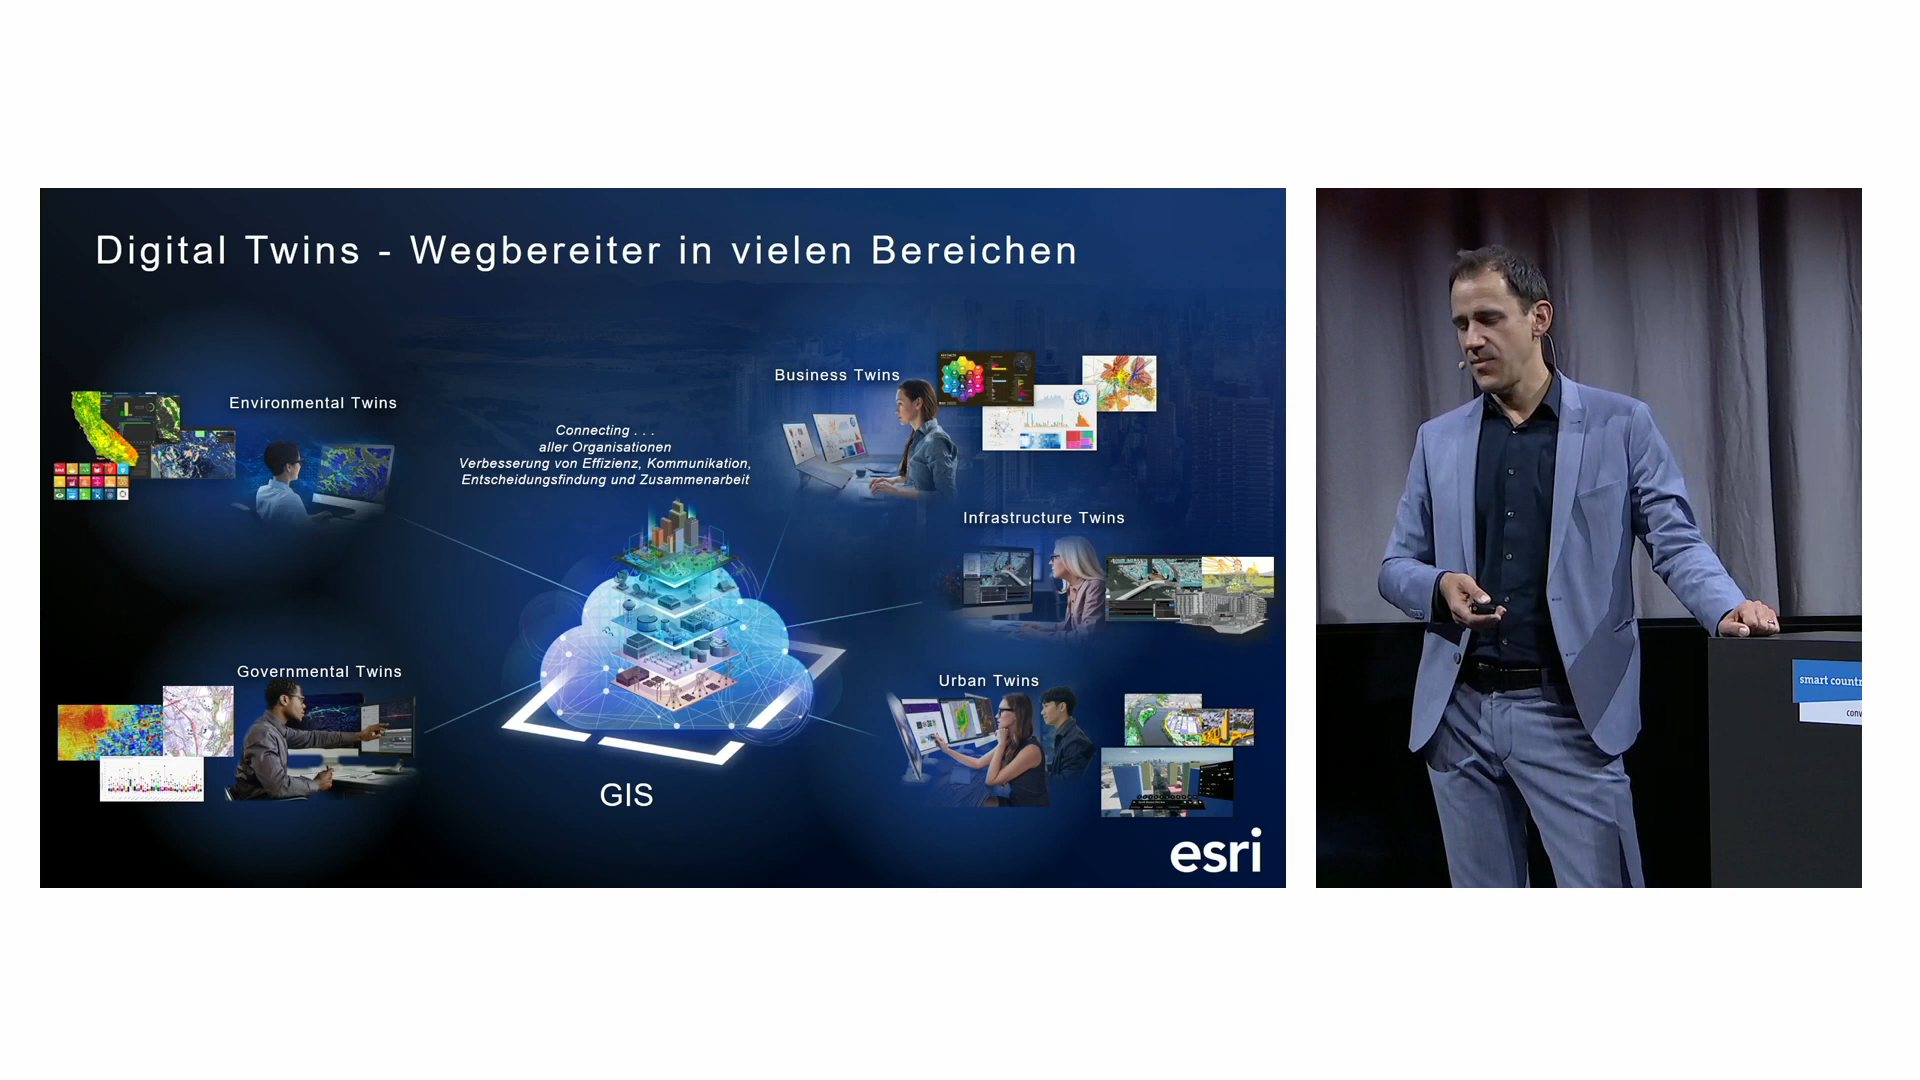 Digital Twins - Wegbereiter in vielen Bereichen
Environmental Twins
Business Twins
Connecting . . .
aller Organisationen
Verbesserung von Effizienz, Kommunikation,
Entscheidungsfindung und Zusammenarbeit
Infrastructure Twins
Governmental Twins
Urban Twins
GIS
esri
smart countr
conv